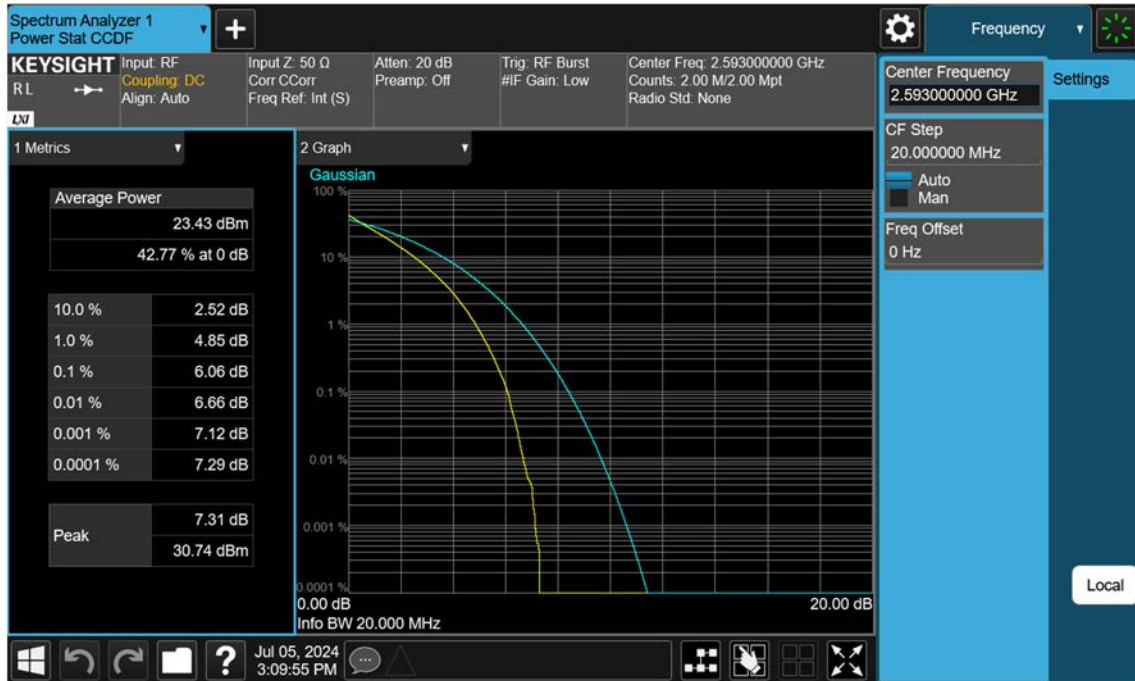 Spectrum Analyzer 1
Power Stat CCDF
+
Frequency
KEYSIGHT
RL
LXI
Input: RF
Coupling: DC
Align: Auto
Input Z: 50 Ω
Corr CCorr
Freq Ref: Int (S)
Atten: 20 dB
Preamp: Off
Trig: RF Burst
#IF Gain: Low
Center Freq: 2.593000000 GHz
Counts: 2.00 M/2.00 Mpt
Radio Std: None
Center Frequency
2.593000000 GHz
Settings
CF Step
20.000000 MHz
Auto
Man
Freq Offset
0 Hz
1 Metrics
Average Power
23.43 dBm
42.77 % at 0 dB
10.0 % 2.52 dB
1.0 % 4.85 dB
0.1 % 6.06 dB
0.01 % 6.66 dB
0.001 % 7.12 dB
0.0001 % 7.29 dB
Peak
7.31 dB
30.74 dBm
2 Graph
Gaussian
100 %
10 %
1 %
0.1 %
0.01 %
0.001 %
0.0001 %
0.00 dB 20.00 dB
Info BW 20.000 MHz
Local
?
Jul 05, 2024
3:09:55 PM